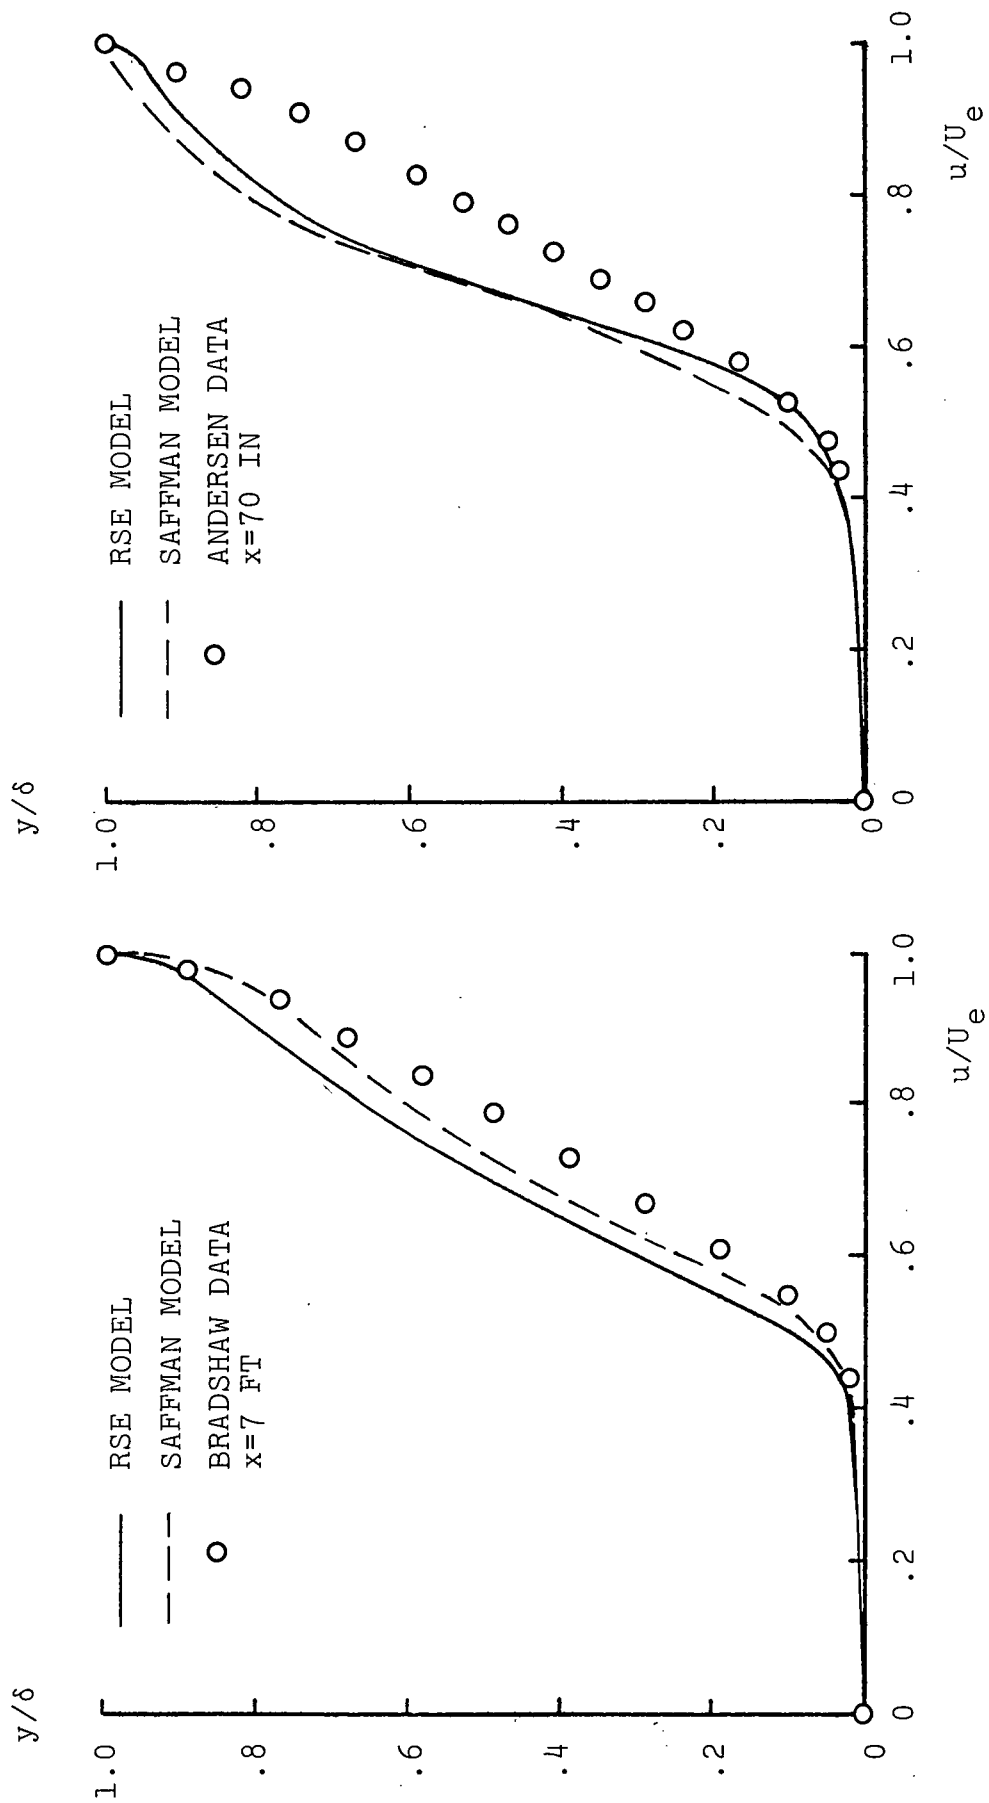 y/δ
1.0
.8
.6
.4
.2
0
RSE MODEL
SAFFMAN MODEL
BRADSHAW DATA
x=7 FT
0
.2
.4
.6
.8
1.0
u/Ue
y/δ
1.0
.8
.6
.4
.2
0
RSE MODEL
SAFFMAN MODEL
ANDERSEN DATA
x=70 IN
0
.2
.4
.6
.8
1.0
u/Ue